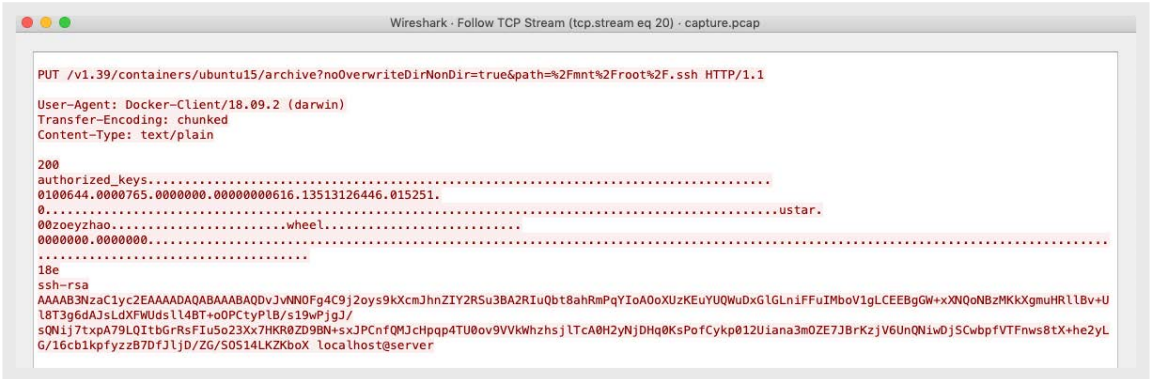 Wireshark · Follow TCP Stream (tcp.stream eq 20) · capture.pcap
PUT /v1.39/containers/ubuntu15/archive?noOverwriteDirNonDir=true&path=%2Fmnt%2Froot%2F.ssh HTTP/1.1
User-Agent: Docker-Client/18.09.2 (darwin)
Transfer-Encoding: chunked
Content-Type: text/plain
200
authorized_keys.....................................................................................
0100644.0000765.0000000.00000000616.13513126446.015251.
0....................................................................................................ustar.
00zoeyzhao........................wheel...........................
0000000.0000000...................................................................................................................................
.....................................
18e
ssh-rsa
AAAAB3NzaC1yc2EAAAADAQABAAABAQDvJvNNOFg4C9j2oys9kXcmJhnZIY2RSu3BA2RIuQbt8ahRmPqYIoAOoXUzKEuYUQWuDxGlGLniFFuIMboV1gLCEEBgGW+xXNQoNBzMKkXgmuHRllBv+U
l8T3g6dAJsLdXFWUdsll4BT+oOPCtyPlB/s19wPjgJ/
sQNij7txpA79LQItbGrRsFIu5o23Xx7HKR0ZD9BN+sxJPCnfQMJcHpqp4TU0ov9VVkWhzhsjlTcA0H2yNjDHq0KsPofCykp012Uiana3mOZE7JBrKzjV6UnQNiwDjSCwbpfVTFnws8tX+he2yL
G/16cb1kpfyzzB7DfJljD/ZG/SOS14LKZKboX localhost@server